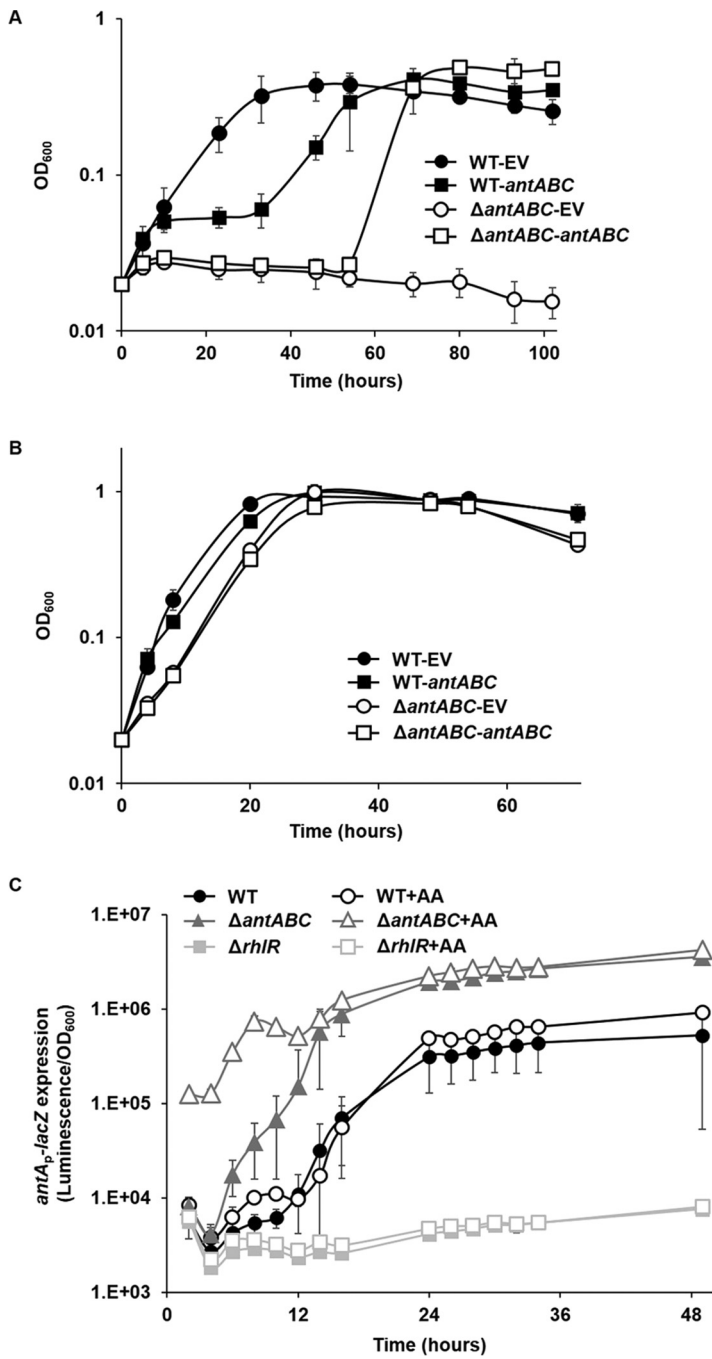 A
1
0.1
0.01
OD600
WT-EV
WT-antABC
ΔantABC-EV
ΔantABC-antABC
0 20 40 60 80 100
Time (hours)
B
1
0.1
0.01
OD600
WT-EV
WT-antABC
ΔantABC-EV
ΔantABC-antABC
0 20 40 60
Time (hours)
C
WT WT+AA
ΔantABC ΔantABC+AA
ΔrhlR ΔrhlR+AA
1.E+07
1.E+06
1.E+05
1.E+04
1.E+03
antAp-lacZ expression
(Luminescence/OD600)
0 12 24 36 48
Time (hours)